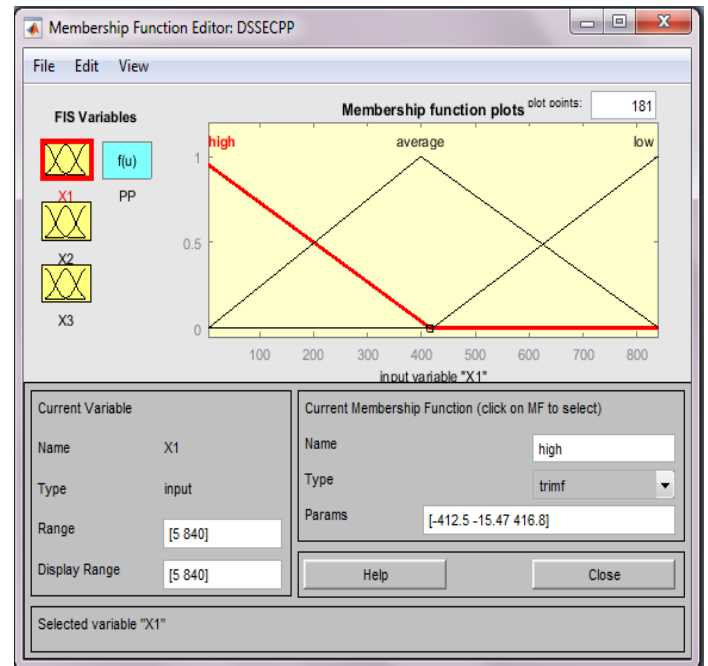 Membership Function Editor: DSSECPP
File Edit View
FIS Variables
Membership function plots plot points: 181
f(u)
X1 PP
X2
X3
high average low
1
0.5
0
100 200 300 400 500 600 700 800
input variable "X1"
Current Variable
Name X1
Type input
Range [5 840]
Display Range [5 840]
Current Membership Function (click on MF to select)
Name high
Type trimf
Params [-412.5 -15.47 416.8]
Help Close
Selected variable "X1"